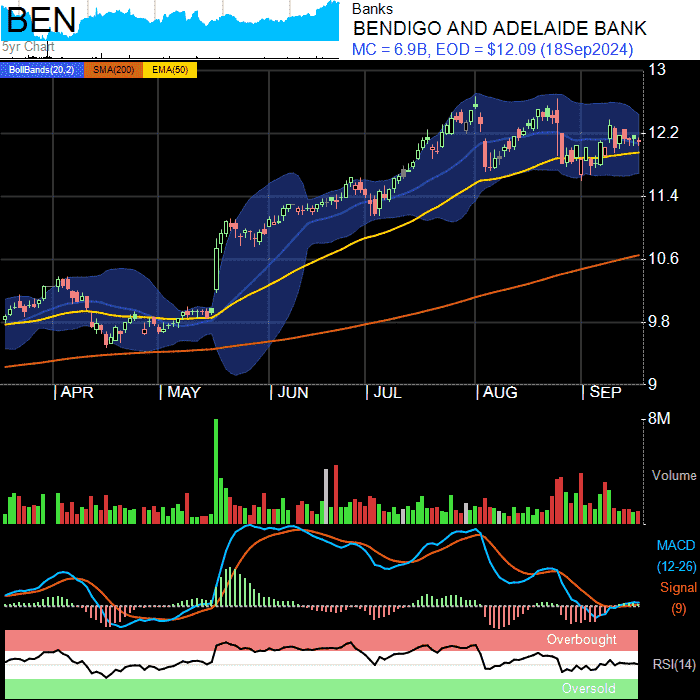 BEN
5yr Chart
Banks
BENDIGO AND ADELAIDE BANK
MC = 6.9B, EOD = $12.09 (18Sep2024)
BollBands(20,2) SMA(200) EMA(50)
13
12.2
11.4
10.6
9.8
9
APR MAY JUN JUL AUG SEP
8M
Volume
MACD
(12-26)
Signal
(9)
Overbought
RSI(14)
Oversold